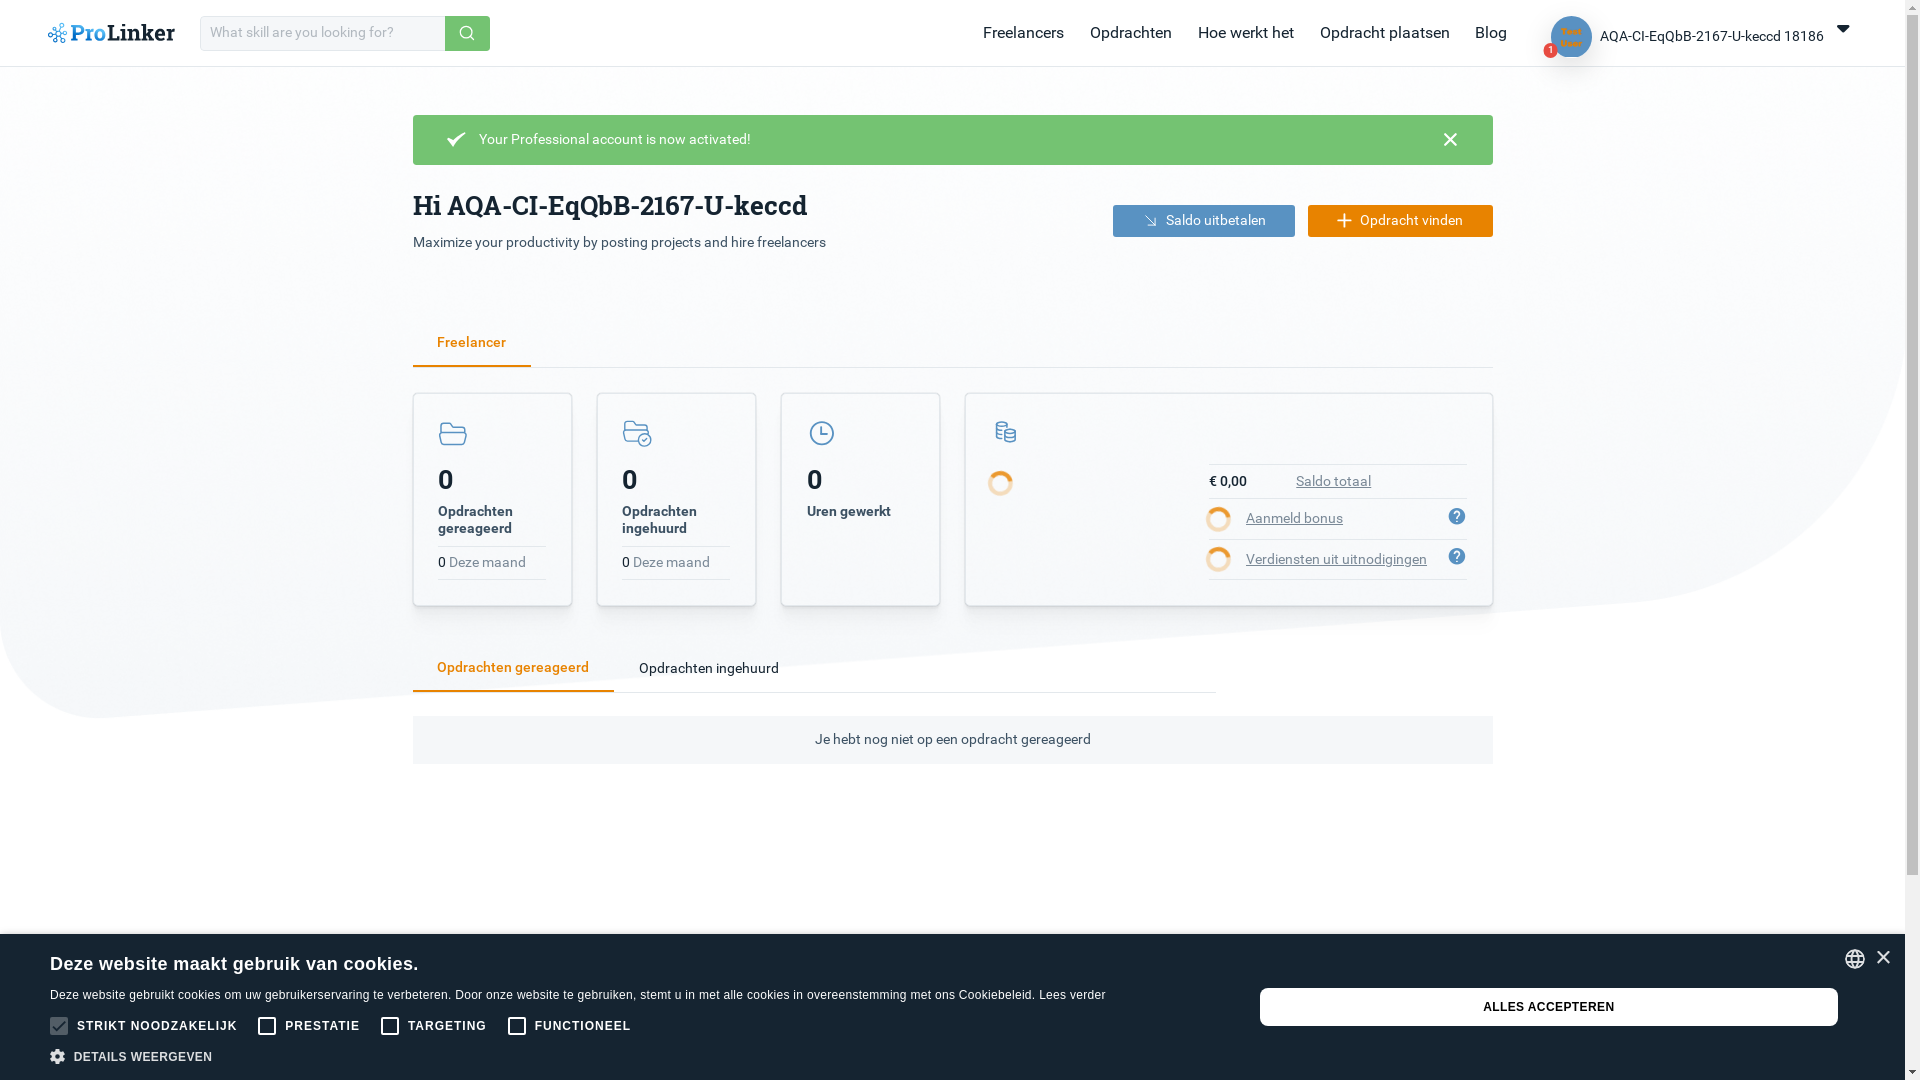 ProLinker
What skill are you looking for?
Freelancers
Opdrachten
Hoe werkt het
Opdracht plaatsen
Blog
Test
User
1
AQA-CI-EqQbB-2167-U-keccd 18186
Your Professional account is now activated!
Hi AQA-CI-EqQbB-2167-U-keccd
Maximize your productivity by posting projects and hire freelancers
Saldo uitbetalen
Opdracht vinden
Freelancer
0
Opdrachten
gereageerd
0 Deze maand
0
Opdrachten
ingehuurd
0 Deze maand
0
Uren gewerkt
€ 0,00 Saldo totaal
Aanmeld bonus
Verdiensten uit uitnodigingen
Opdrachten gereageerd
Opdrachten ingehuurd
Je hebt nog niet op een opdracht gereageerd
Deze website maakt gebruik van cookies.
Deze website gebruikt cookies om uw gebruikerservaring te verbeteren. Door onze website te gebruiken, stemt u in met alle cookies in overeenstemming met ons Cookiebeleid. Lees verder
STRIKT NOODZAKELIJK
PRESTATIE
TARGETING
FUNCTIONEEL
DETAILS WEERGEVEN
ALLES ACCEPTEREN